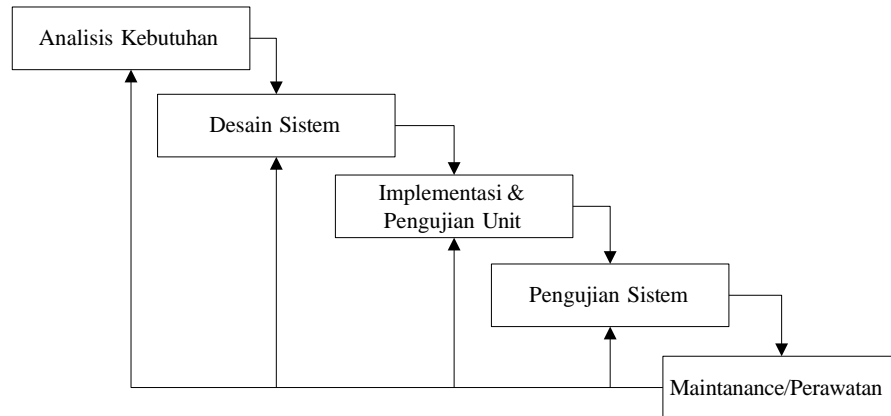 Analisis Kebutuhan
Desain Sistem
Implementasi &
Pengujian Unit
Pengujian Sistem
Maintanance/Perawatan